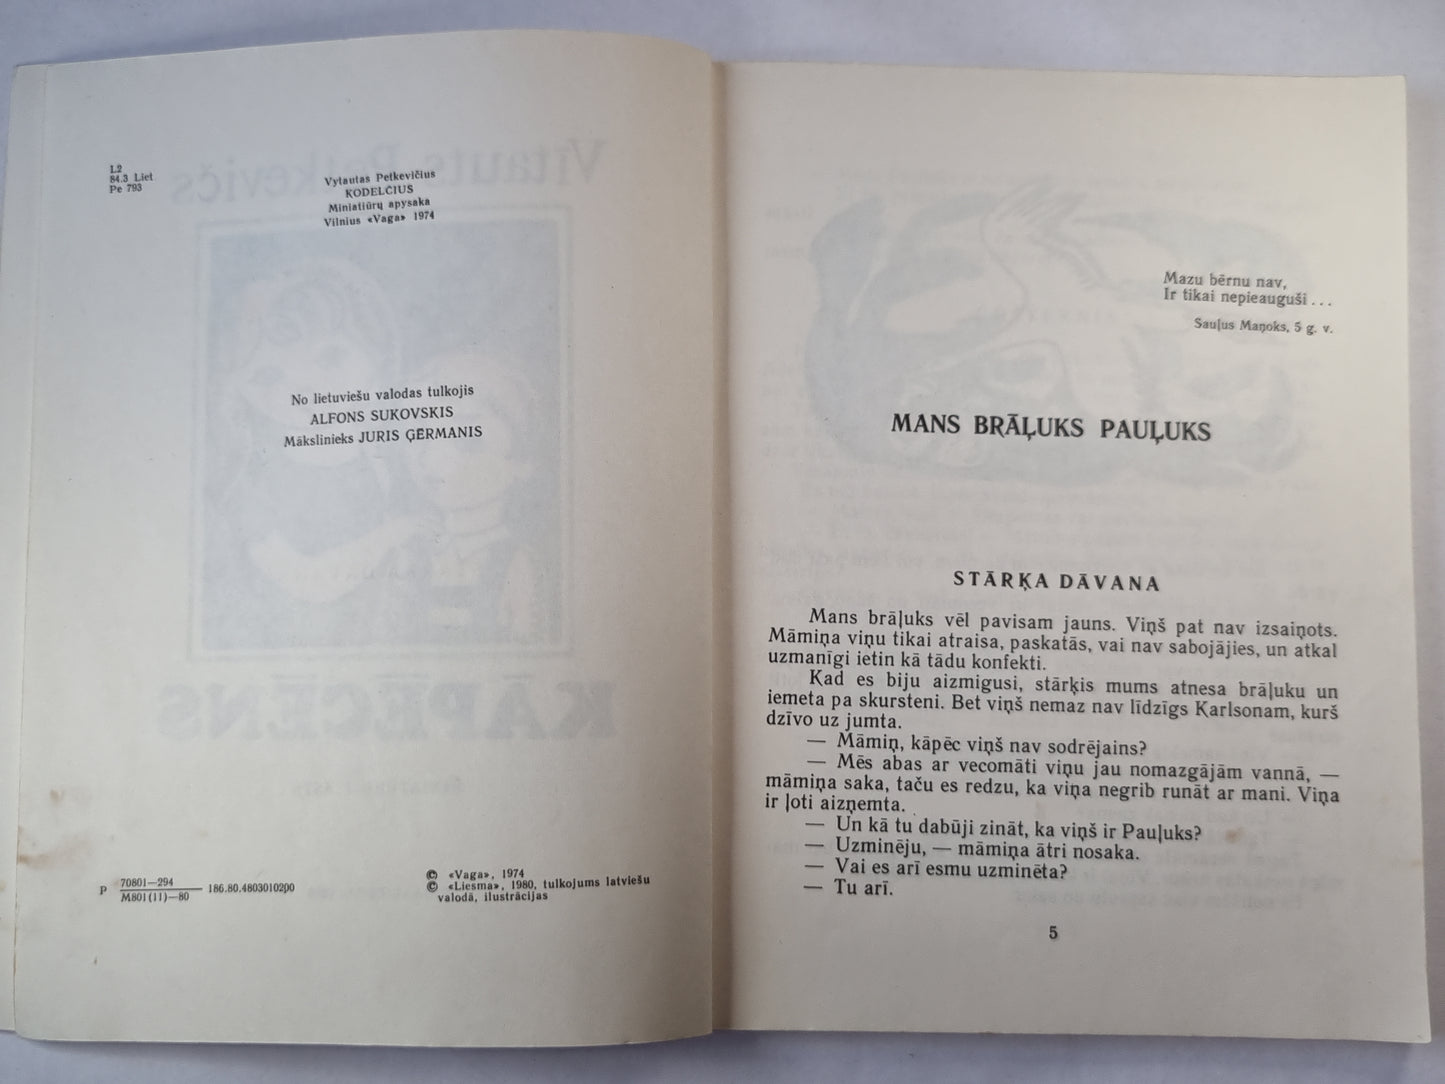 L2
84.3 Liet
Pe 793
Vytautas Petkevičius
KODELČIUS
Miniatiūrų apysaka
Vilnius «Vaga» 1974
No lietuviešu valodas tulkojis
ALFONS SUKOVSKIS
Mākslinieks JURIS ĢĒRMANIS
P 70801—294
M801(11)—80 186.80.4803010200
© «Vaga», 1974
© «Liesma», 1980, tulkojums latviešu
valodā, ilustrācijas
Mazu bērnu nav,
Ir tikai nepieauguši . . .
Sauļus Maņoks, 5 g. v.
MANS BRĀĻUKS PAUĻUKS
STĀRĶA DĀVANA
Mans brāļuks vēl pavisam jauns. Viņš pat nav izsaiņots.
Māmiņa viņu tikai atraisa, paskatās, vai nav sabojājies, un atkal
uzmanīgi ietin kā tādu konfekti.
Kad es biju aizmigusi, stārķis mums atnesa brāļuku un
iemeta pa skursteni. Bet viņš nemaz nav līdzīgs Karlsonam, kurš
dzīvo uz jumta.
— Māmiņ, kāpēc viņš nav sodrējains?
— Mēs abas ar vecomāti viņu jau nomazgājām vannā, —
māmiņa saka, taču es redzu, ka viņa negrib runāt ar mani. Viņa
ir ļoti aizņemta.
— Un kā tu dabūji zināt, ka viņš ir Pauļuks?
— Uzminēju, — māmiņa ātri nosaka.
— Vai es arī esmu uzminēta?
— Tu arī.
5